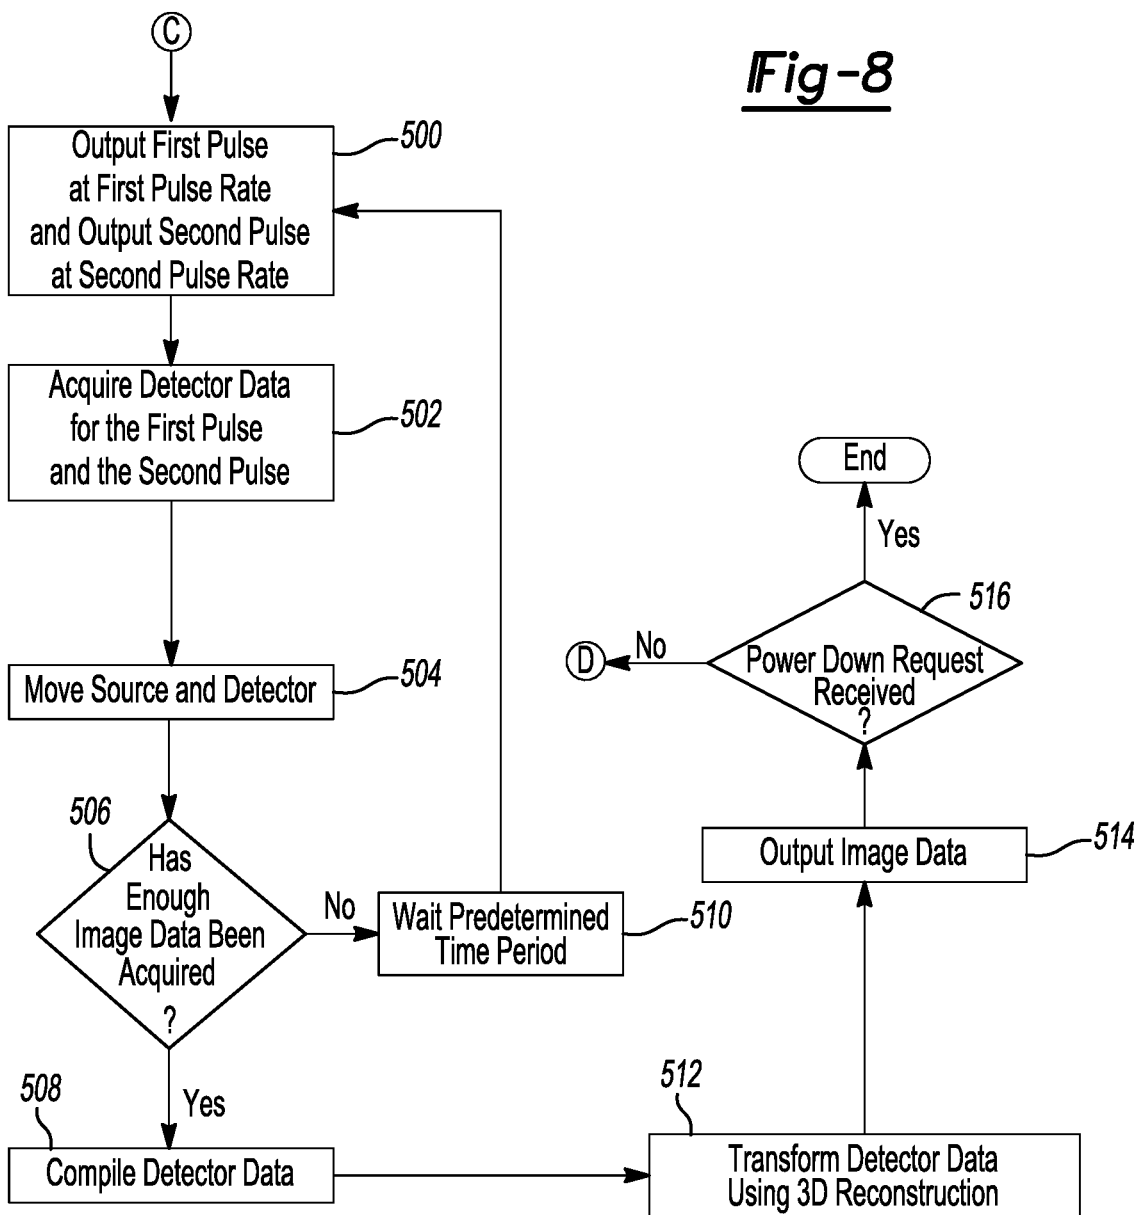 C
Fig-8
Output First Pulse
at First Pulse Rate
and Output Second Pulse
at Second Pulse Rate
500
Acquire Detector Data
for the First Pulse
and the Second Pulse
502
Move Source and Detector
504
506
Has
Enough
Image Data Been
Acquired
?
No
Wait Predetermined
Time Period
510
Yes
508
Compile Detector Data
512
Transform Detector Data
Using 3D Reconstruction
Output Image Data
514
Power Down Request
Received
?
516
No
D
Yes
End